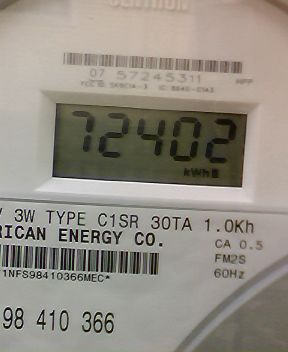 07 57245311
72402
kWh
3W TYPE C1SR 30TA 1.0Kh
RICAN ENERGY CO.
CA 0.5
FM2S
60Hz
1NFS98410366MEC*
98 410 366